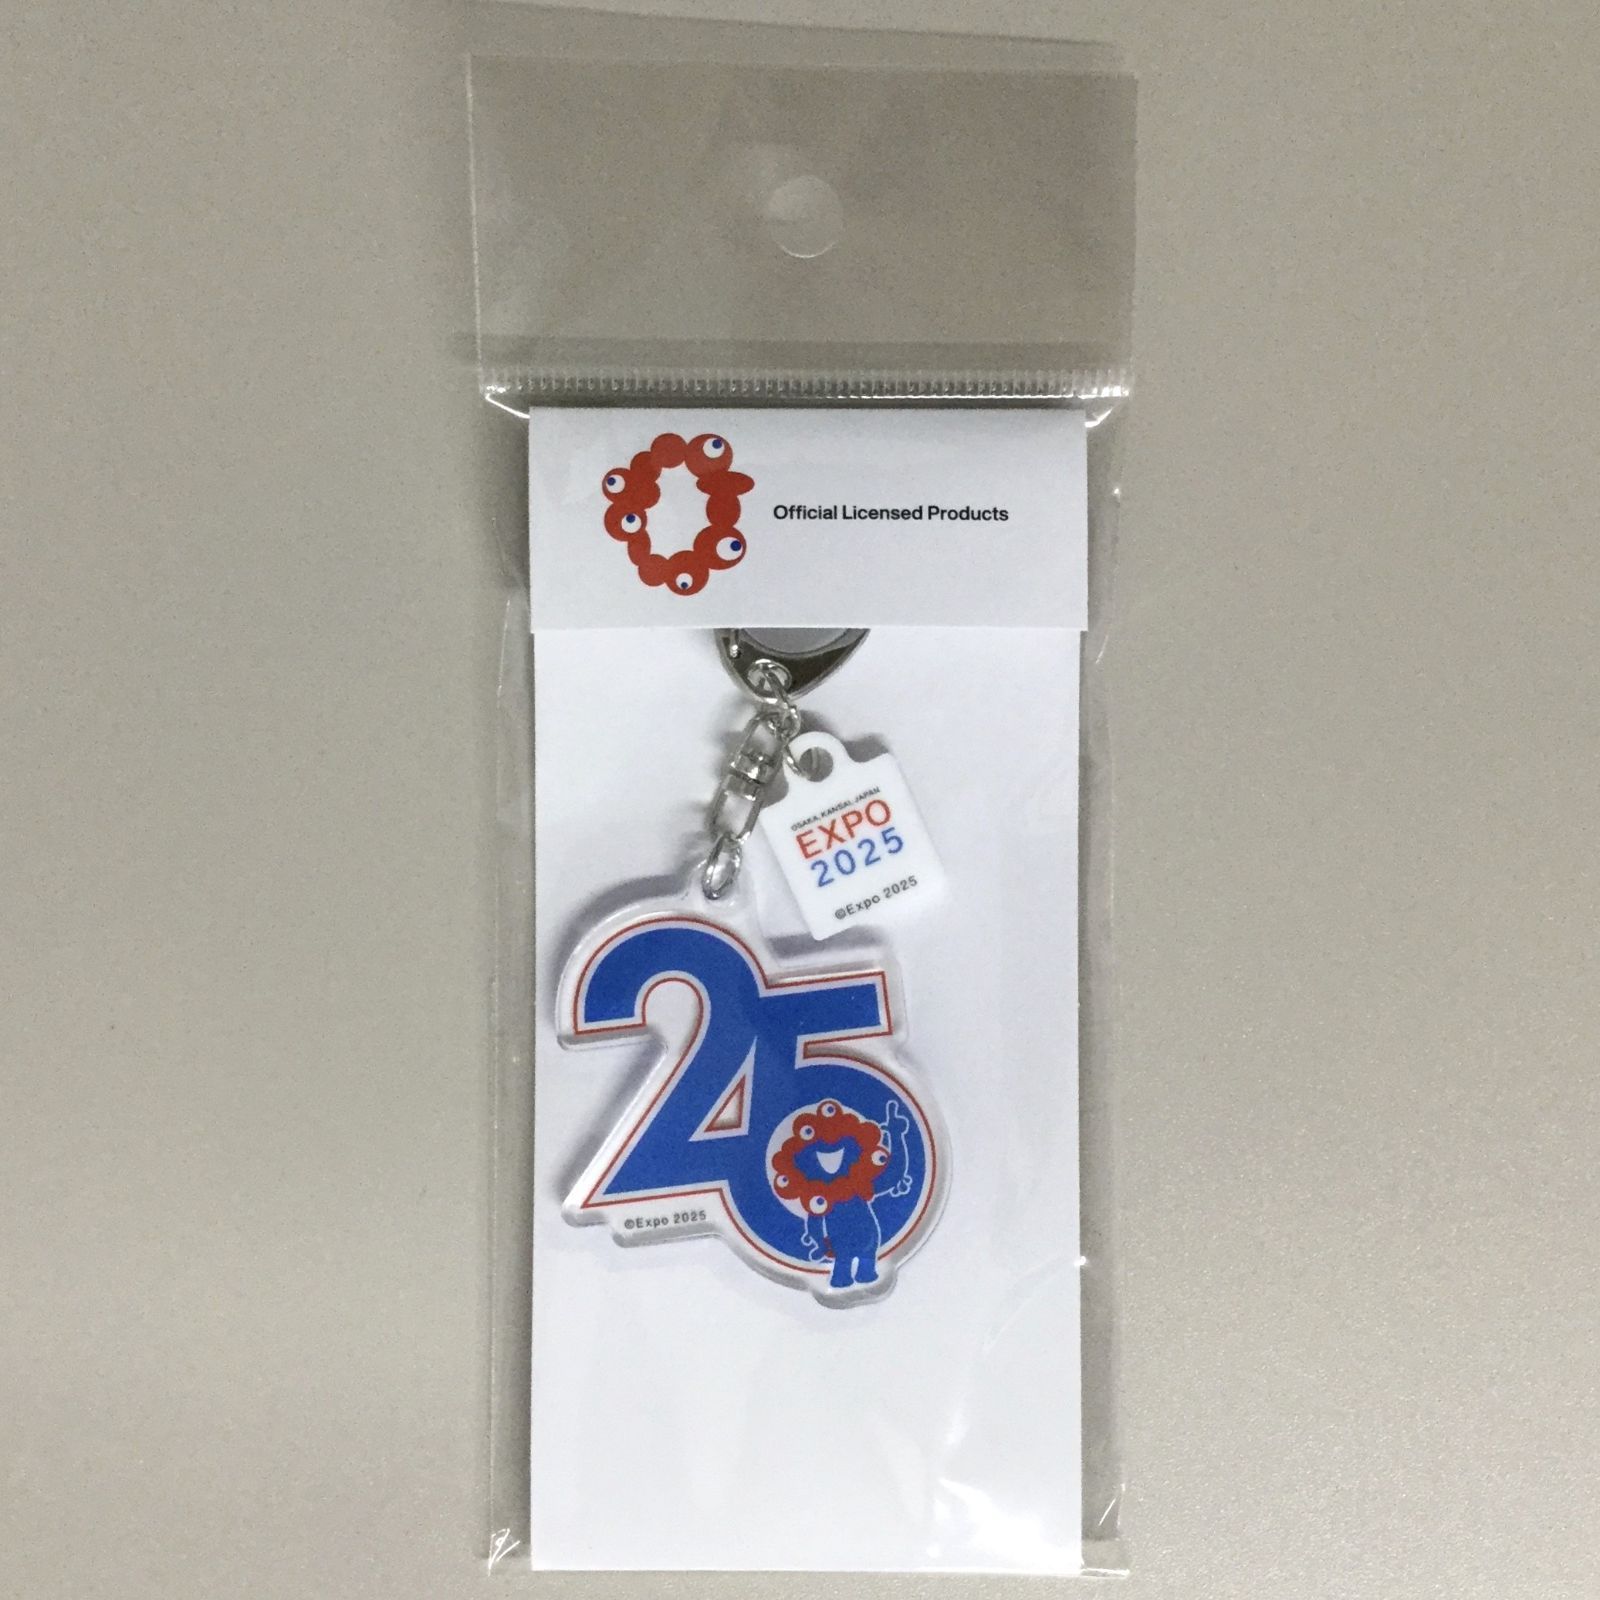 Official Licensed Products
OSAKA, KANSAI, JAPAN
EXPO
2025
©Expo 2025
25
©Expo 2025